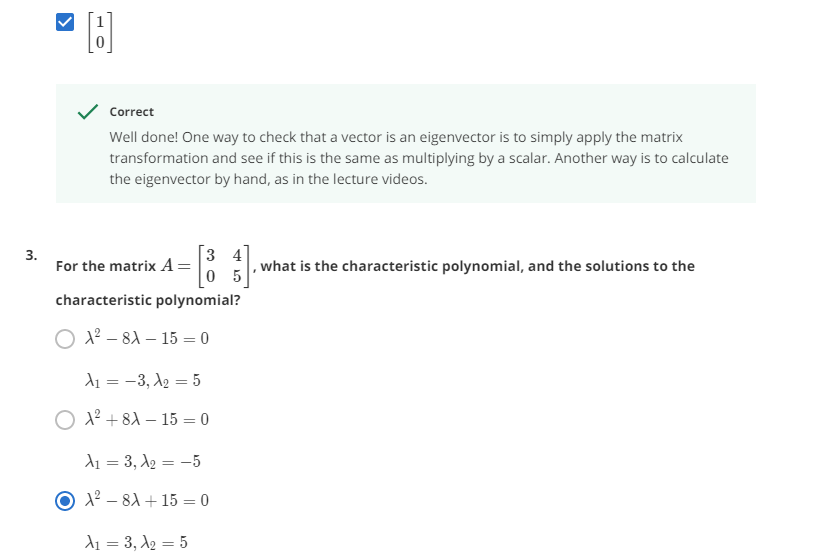 [1
0]
Correct
Well done! One way to check that a vector is an eigenvector is to simply apply the matrix
transformation and see if this is the same as multiplying by a scalar. Another way is to calculate
the eigenvector by hand, as in the lecture videos.
3.
For the matrix A = [3 4
0 5], what is the characteristic polynomial, and the solutions to the
characteristic polynomial?
λ² − 8λ − 15 = 0
λ₁ = −3, λ₂ = 5
λ² + 8λ − 15 = 0
λ₁ = 3, λ₂ = −5
λ² − 8λ + 15 = 0
λ₁ = 3, λ₂ = 5